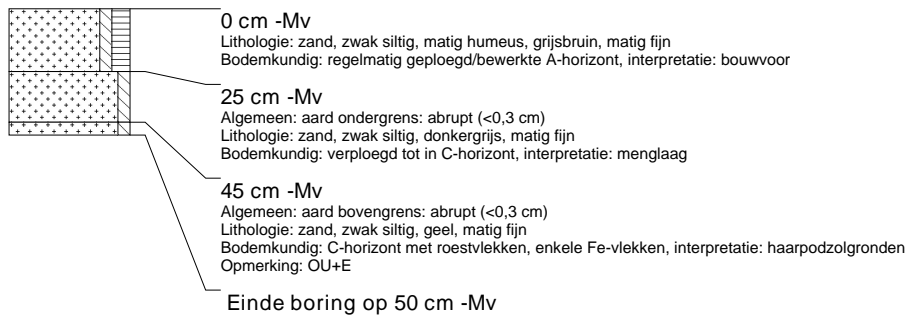 0 cm -Mv
Lithologie: zand, zwak siltig, matig humeus, grijsbruin, matig fijn
Bodemkundig: regelmatig geploegd/bewerkte A-horizont, interpretatie: bouwvoor
25 cm -Mv
Algemeen: aard ondergrens: abrupt (<0,3 cm)
Lithologie: zand, zwak siltig, donkergrijs, matig fijn
Bodemkundig: verploegd tot in C-horizont, interpretatie: menglaag
45 cm -Mv
Algemeen: aard bovengrens: abrupt (<0,3 cm)
Lithologie: zand, zwak siltig, geel, matig fijn
Bodemkundig: C-horizont met roestvlekken, enkele Fe-vlekken, interpretatie: haarpodzolgronden
Opmerking: OU+E
Einde boring op 50 cm -Mv